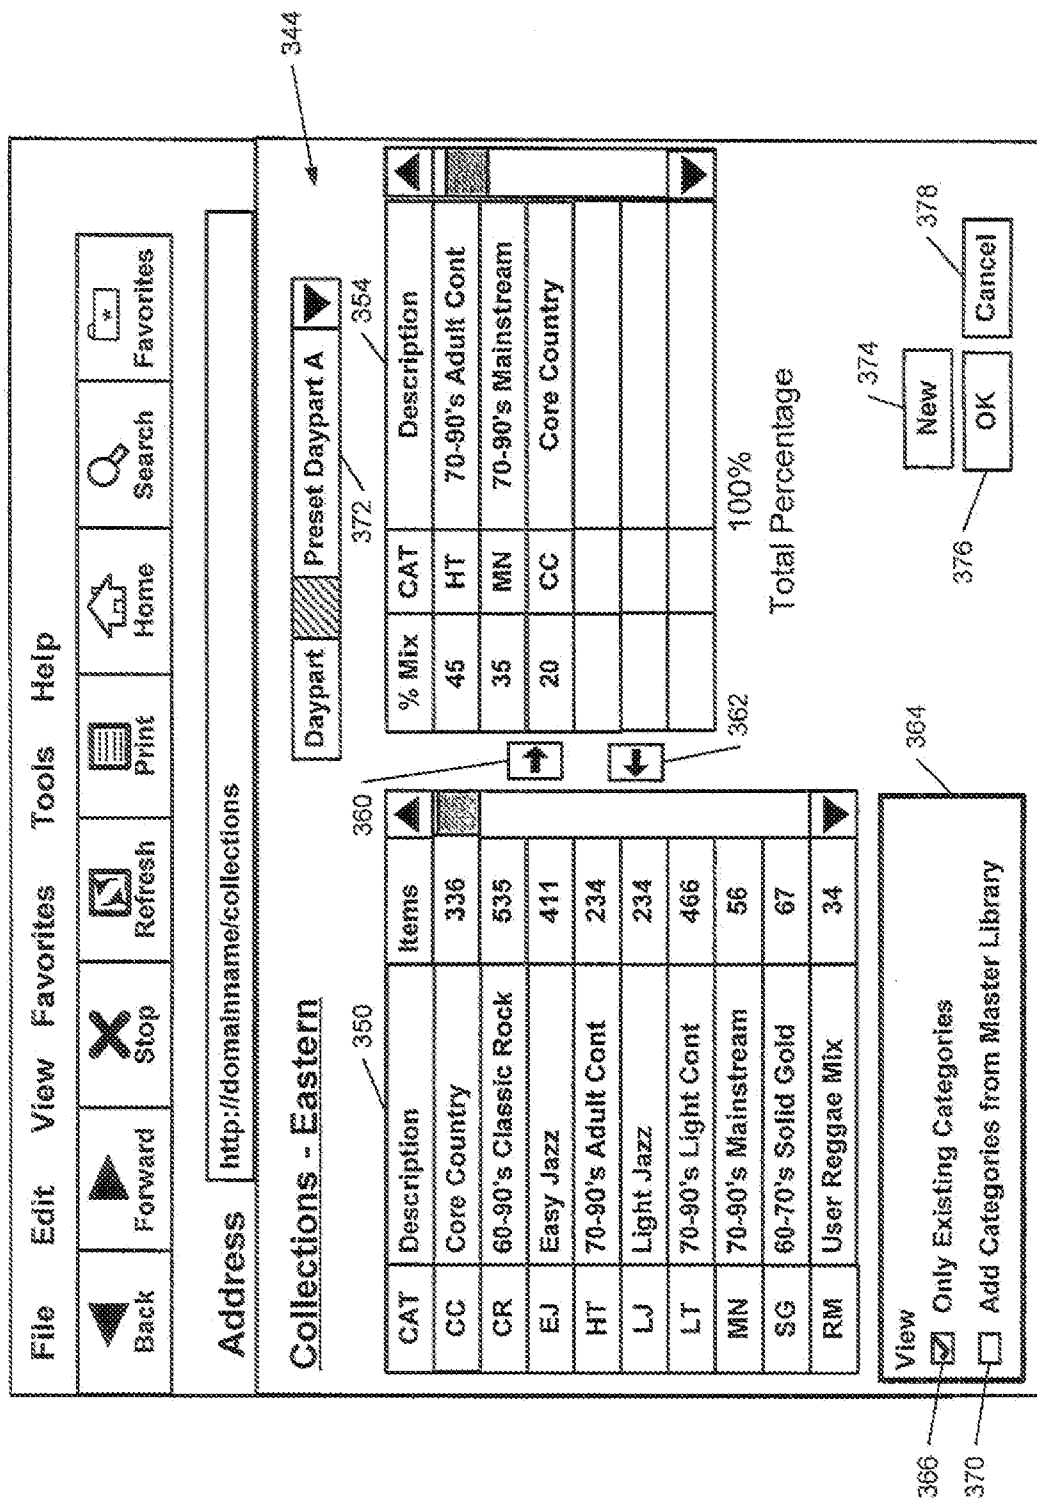 File Edit View Favorites Tools Help
Back Forward Stop Refresh Print Home Search Favorites
Address http://domainname/collections
344
Collections - Eastern
Daypart Preset Daypart A
372
350
360
354
CAT Description Items
CC Core Country 336
CR 60-90's Classic Rock 535
EJ Easy Jazz 411
HT 70-90's Adult Cont 234
LJ Light Jazz 234
LT 70-90's Light Cont 466
MN 70-90's Mainstream 56
SG 60-70's Solid Gold 67
RM User Reggae Mix 34
% Mix CAT Description
45 HT 70-90's Adult Cont
35 MN 70-90's Mainstream
20 CC Core Country
362
100%
Total Percentage
364
View
366 Only Existing Categories
370 Add Categories from Master Library
374
New
378
OK Cancel
376